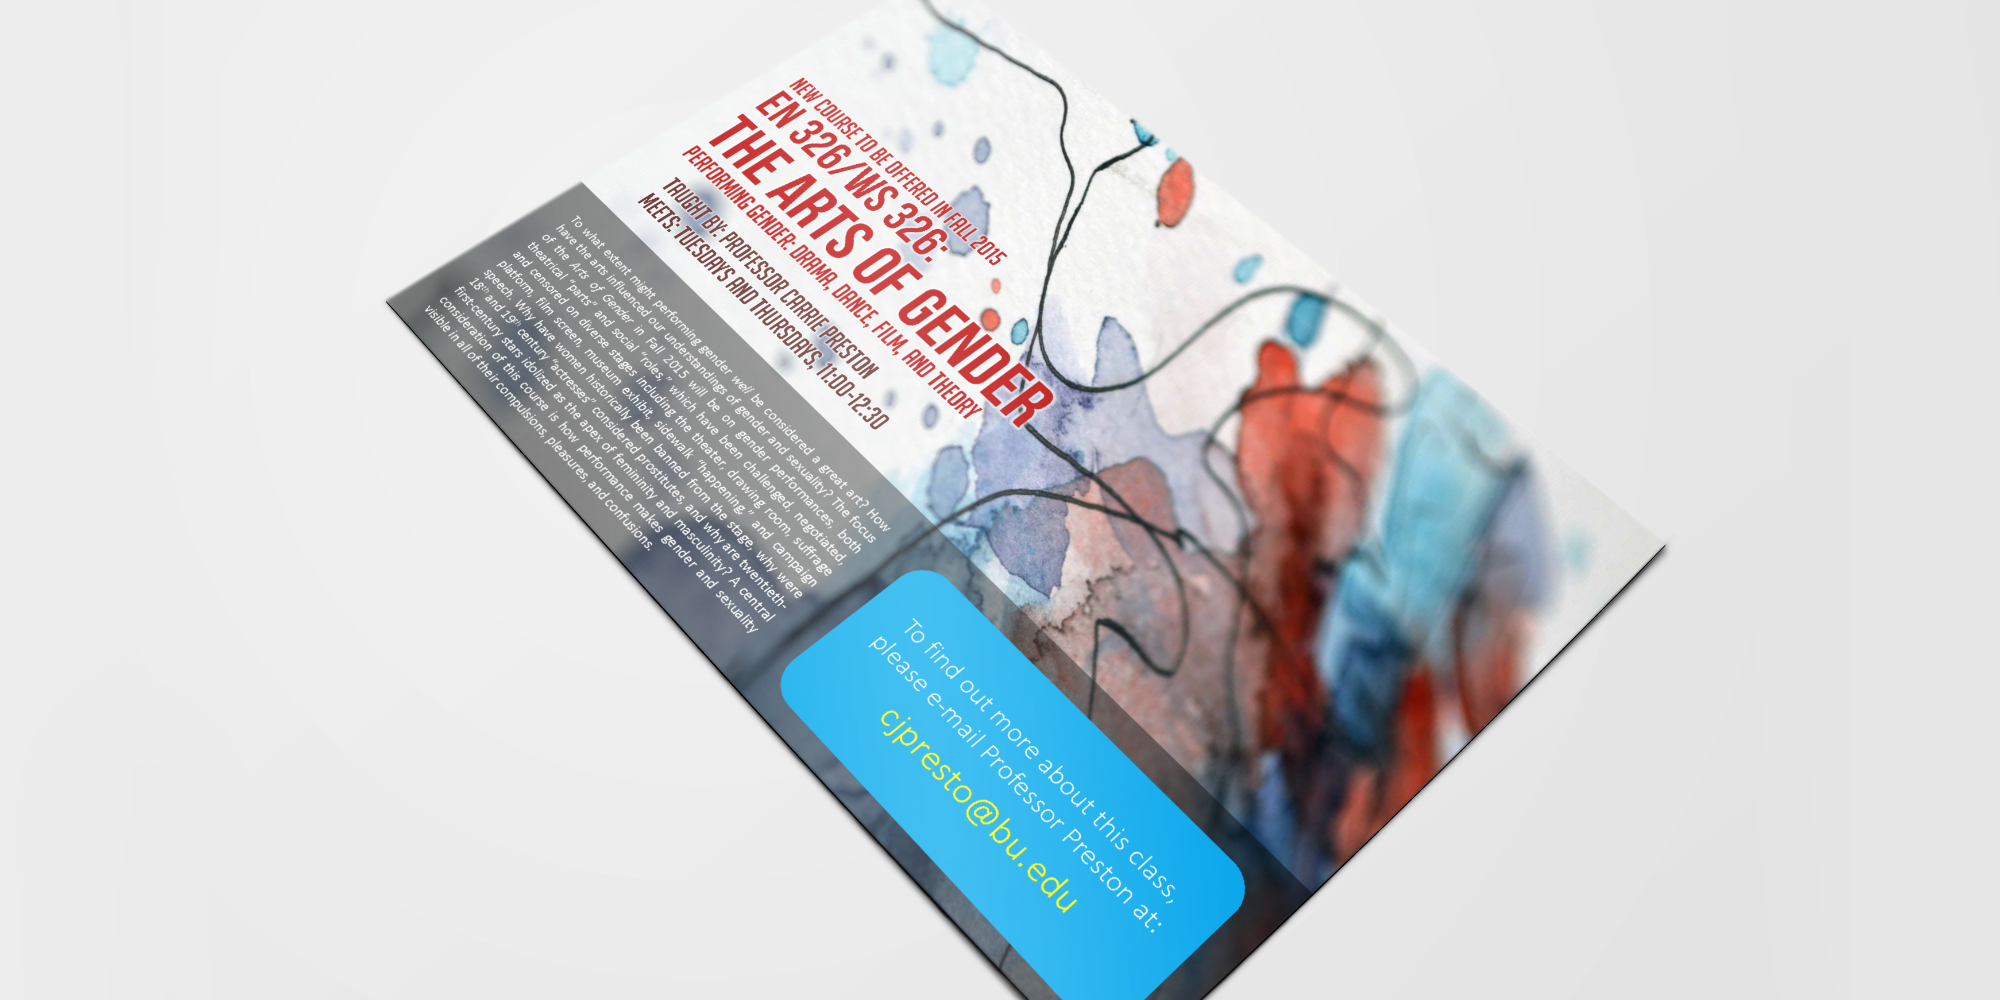 NEW COURSE TO BE OFFERED IN FALL 2015
EN 326/WS 326:
THE ARTS OF GENDER
PERFORMING GENDER: DRAMA, DANCE, FILM, AND THEORY
TAUGHT BY: PROFESSOR CARRIE PRESTON
MEETS: TUESDAYS AND THURSDAYS, 11:00-12:30
To what extent might performing gender well be considered a great art? How
have the arts influenced our understandings of gender and sexuality? The focus
of the Arts of Gender in Fall 2015 will be on gender performances, both
theatrical "parts" and social "roles," which have been challenged, negotiated,
and censored on diverse stages including the theater, drawing room, suffrage
platform, film screen, museum exhibit, sidewalk "happening," and campaign
speech. Why have women historically been banned from the stage, why were
18th and 19th century "actresses" considered prostitutes, and why are twentieth-
first-century stars idolized as the apex of femininity and masculinity? A central
consideration of this course is how performance makes gender and sexuality
visible in all of their compulsions, pleasures, and confusions.
To find out more about this class,
please e-mail Professor Preston at:
cjpresto@bu.edu